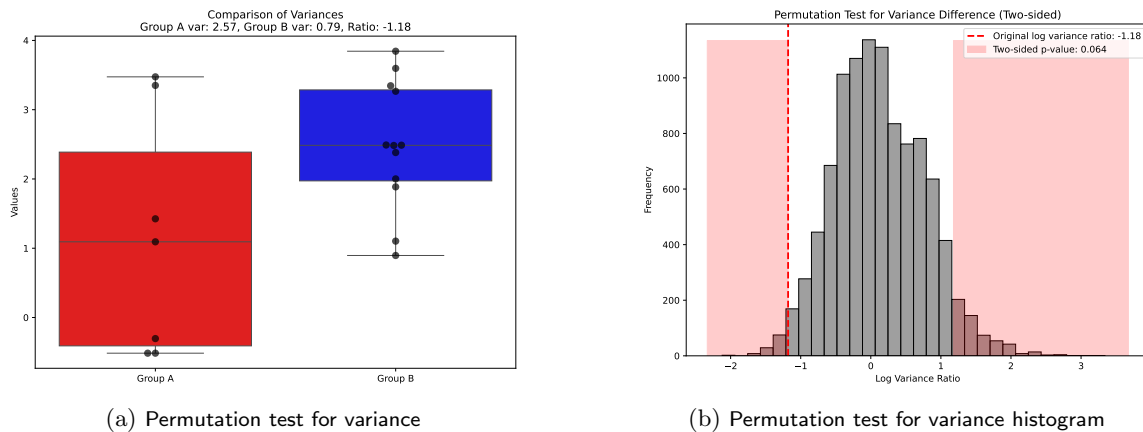 Comparison of Variances
Group A var: 2.57, Group B var: 0.79, Ratio: -1.18
4
3
2
1
0
Values
Group A
Group B
(a) Permutation test for variance
Permutation Test for Variance Difference (Two-sided)
Original log variance ratio: -1.18
Two-sided p-value: 0.064
1000
800
600
400
200
0
Frequency
−2
−1
0
1
2
3
Log Variance Ratio
(b) Permutation test for variance histogram